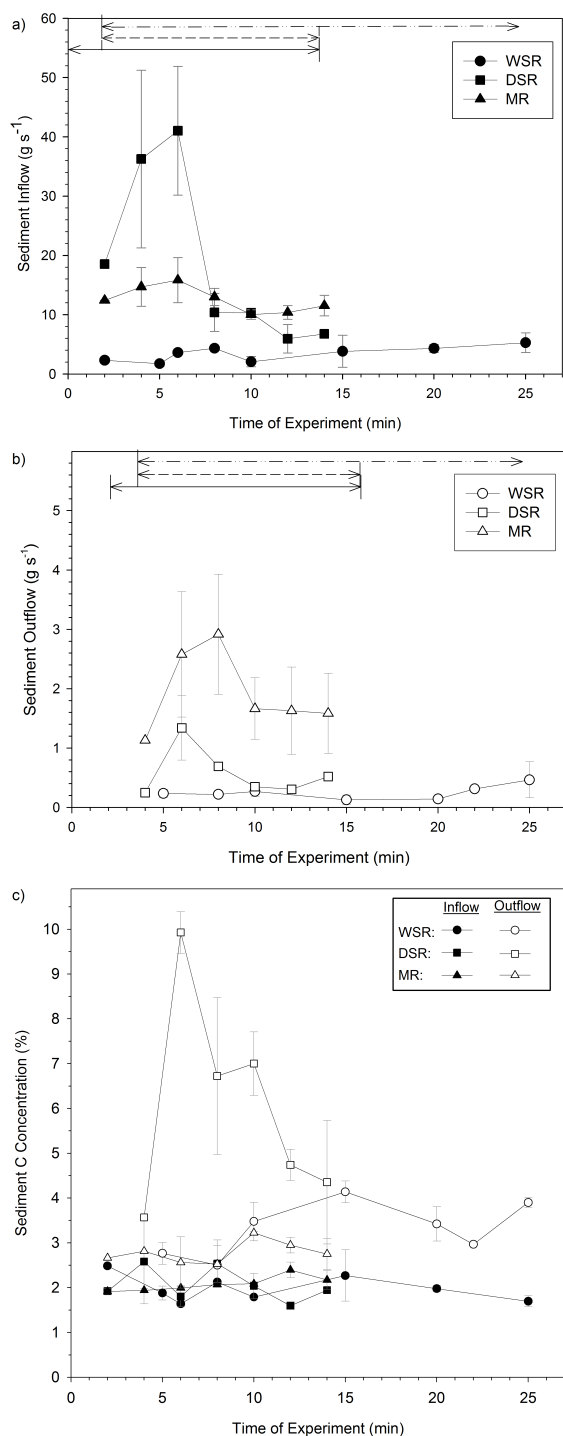 a)
60
50
40
30
20
10
0
Sediment Inflow (g s⁻¹)
WSR
DSR
MR
0 5 10 15 20 25
Time of Experiment (min)
b)
5
4
3
2
1
0
Sediment Outflow (g s⁻¹)
WSR
DSR
MR
0 5 10 15 20 25
Time of Experiment (min)
c)
Inflow Outflow
WSR:
DSR:
MR:
10
9
8
7
6
5
4
3
2
1
0
Sediment C Concentration (%)
0 5 10 15 20 25
Time of Experiment (min)